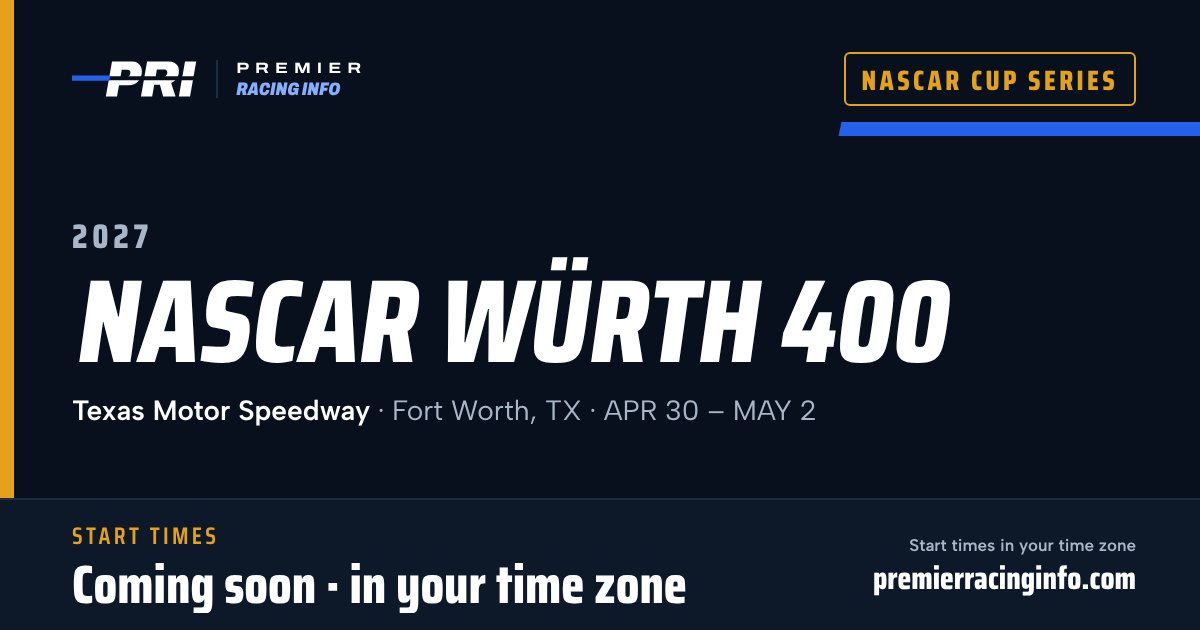 PRI
PREMIER
RACING INFO
NASCAR CUP SERIES
2027
NASCAR WÜRTH 400
Texas Motor Speedway · Fort Worth, TX · APR 30 – MAY 2
START TIMES
Coming soon · in your time zone
Start times in your time zone
premierracinginfo.com